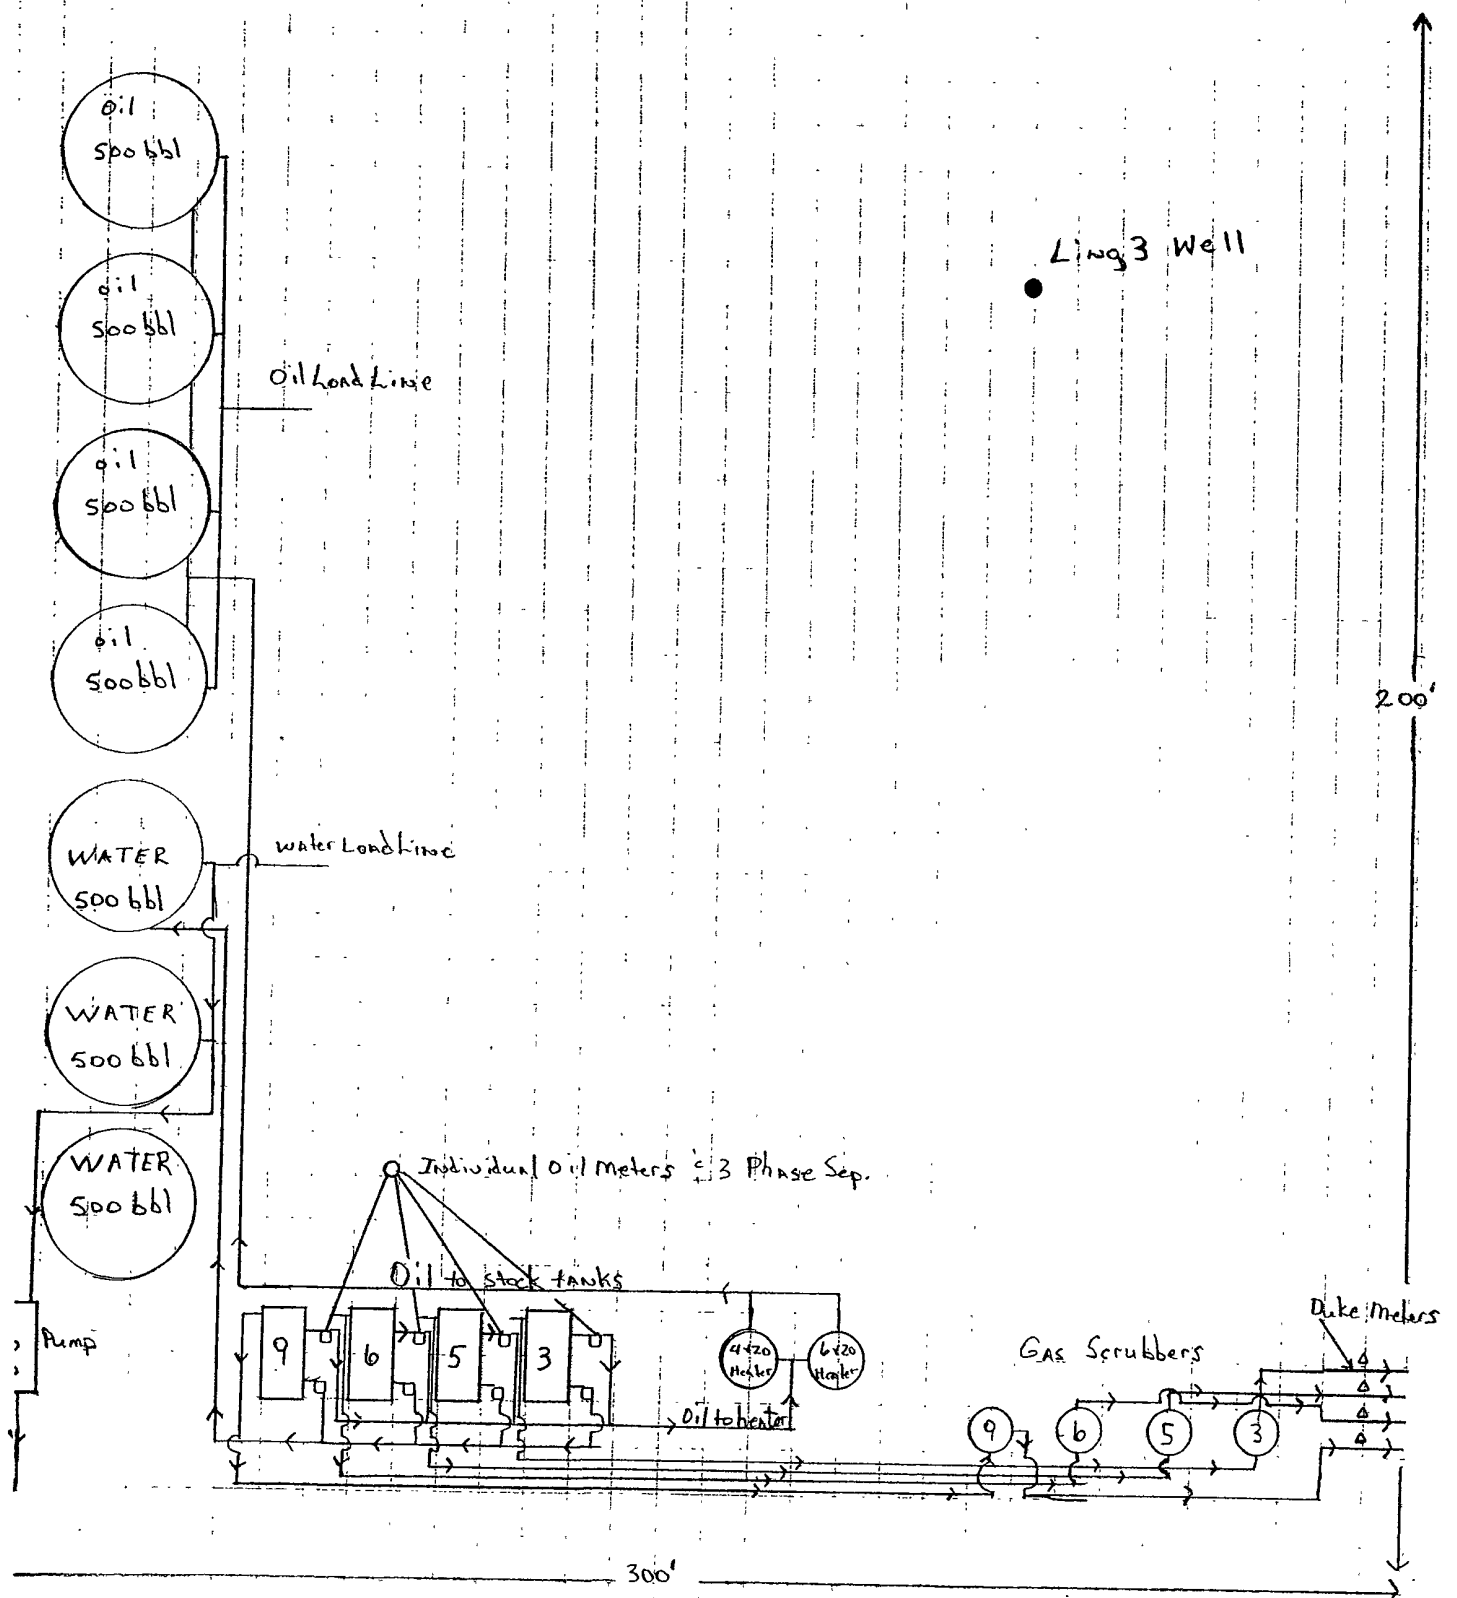 Oil
500 bbl
Ling 3 Well
oil
500 bbl
Oil Load Line
oil
500 bbl
oil
500 bbl
200'
WATER
500 bbl
water Load Line
WATER
500 bbl
WATER
500 bbl
Individual Oil Meters & 3 Phase Sep.
Oil to stock tanks
Pump
9
6
5
3
4x20
Heater
6x20
Heater
Oil to heater
Duke Meters
Gas Scrubbers
9
6
5
3
300'